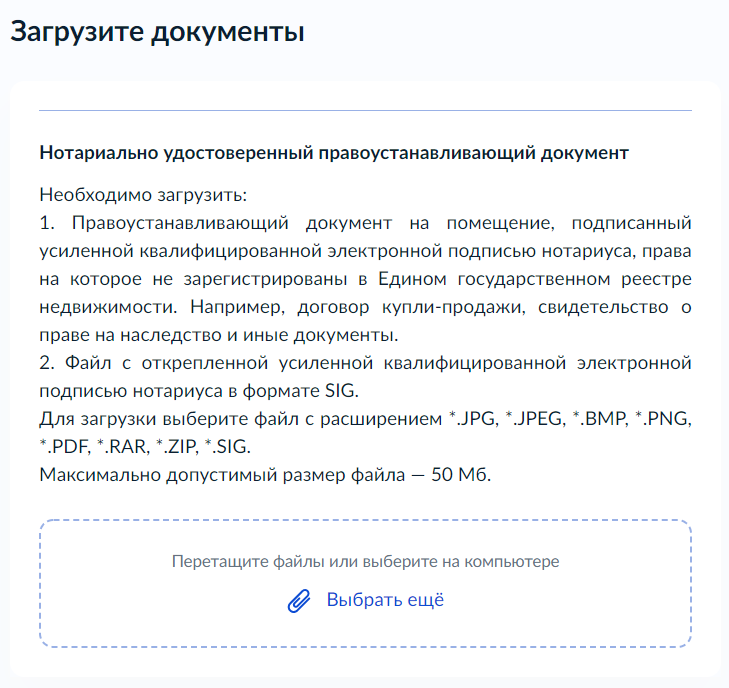 Загрузите документы
Нотариально удостоверенный правоустанавливающий документ
Необходимо загрузить:
1. Правоустанавливающий документ на помещение, подписанный
усиленной квалифицированной электронной подписью нотариуса, права
на которое не зарегистрированы в Едином государственном реестре
недвижимости. Например, договор купли-продажи, свидетельство о
праве на наследство и иные документы.
2. Файл с открепленной усиленной квалифицированной электронной
подписью нотариуса в формате SIG.
Для загрузки выберите файл с расширением *.JPG, *.JPEG, *.BMP, *.PNG,
*.PDF, *.RAR, *.ZIP, *.SIG.
Максимально допустимый размер файла — 50 Мб.
Перетащите файлы или выберите на компьютере
Выбрать ещё